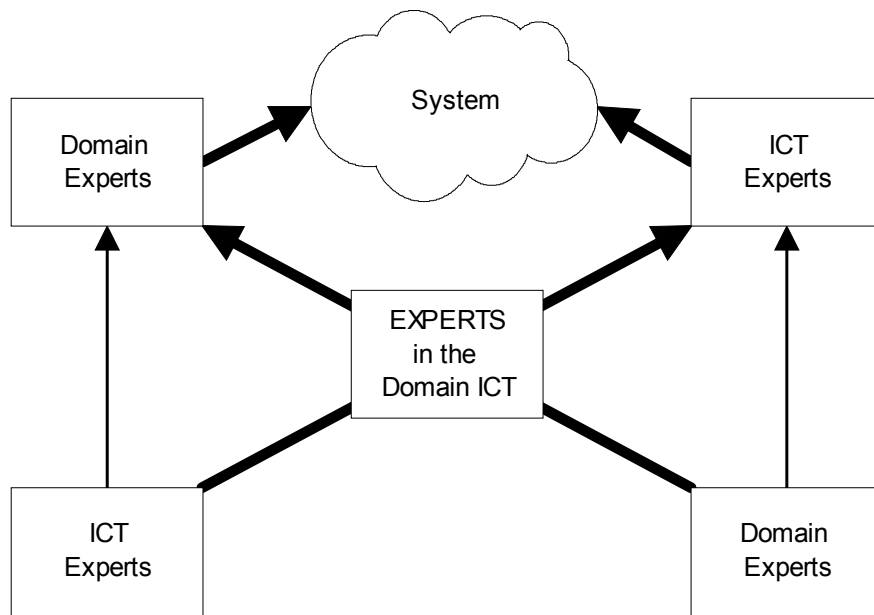 System
Domain
Experts
ICT
Experts
EXPERTS
in the
Domain ICT
ICT
Experts
Domain
Experts